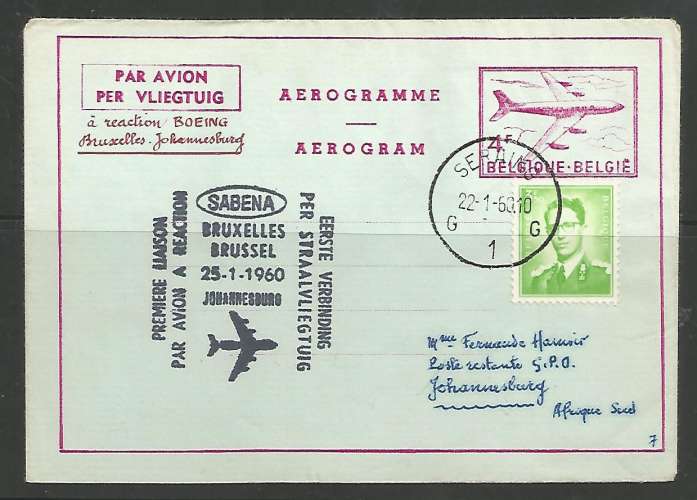 PAR AVION
PER VLIEGTUIG
à reaction BOEING
Bruxelles-Johannesburg
AEROGRAMME
AEROGRAM
4F
BELGIQUE-BELGIË
SERAING
22-1-60.10
G G
1
PREMIERE LIAISON
PAR AVION A REACTION
SABENA
BRUXELLES
BRUSSEL
25-1-1960
JOHANNESBURG
EERSTE VERBINDING
PER STRAALVLIEGTUIG
Mme Fernande
Poste restante G.P.O.
Johannesburg
Afrique Sud
7